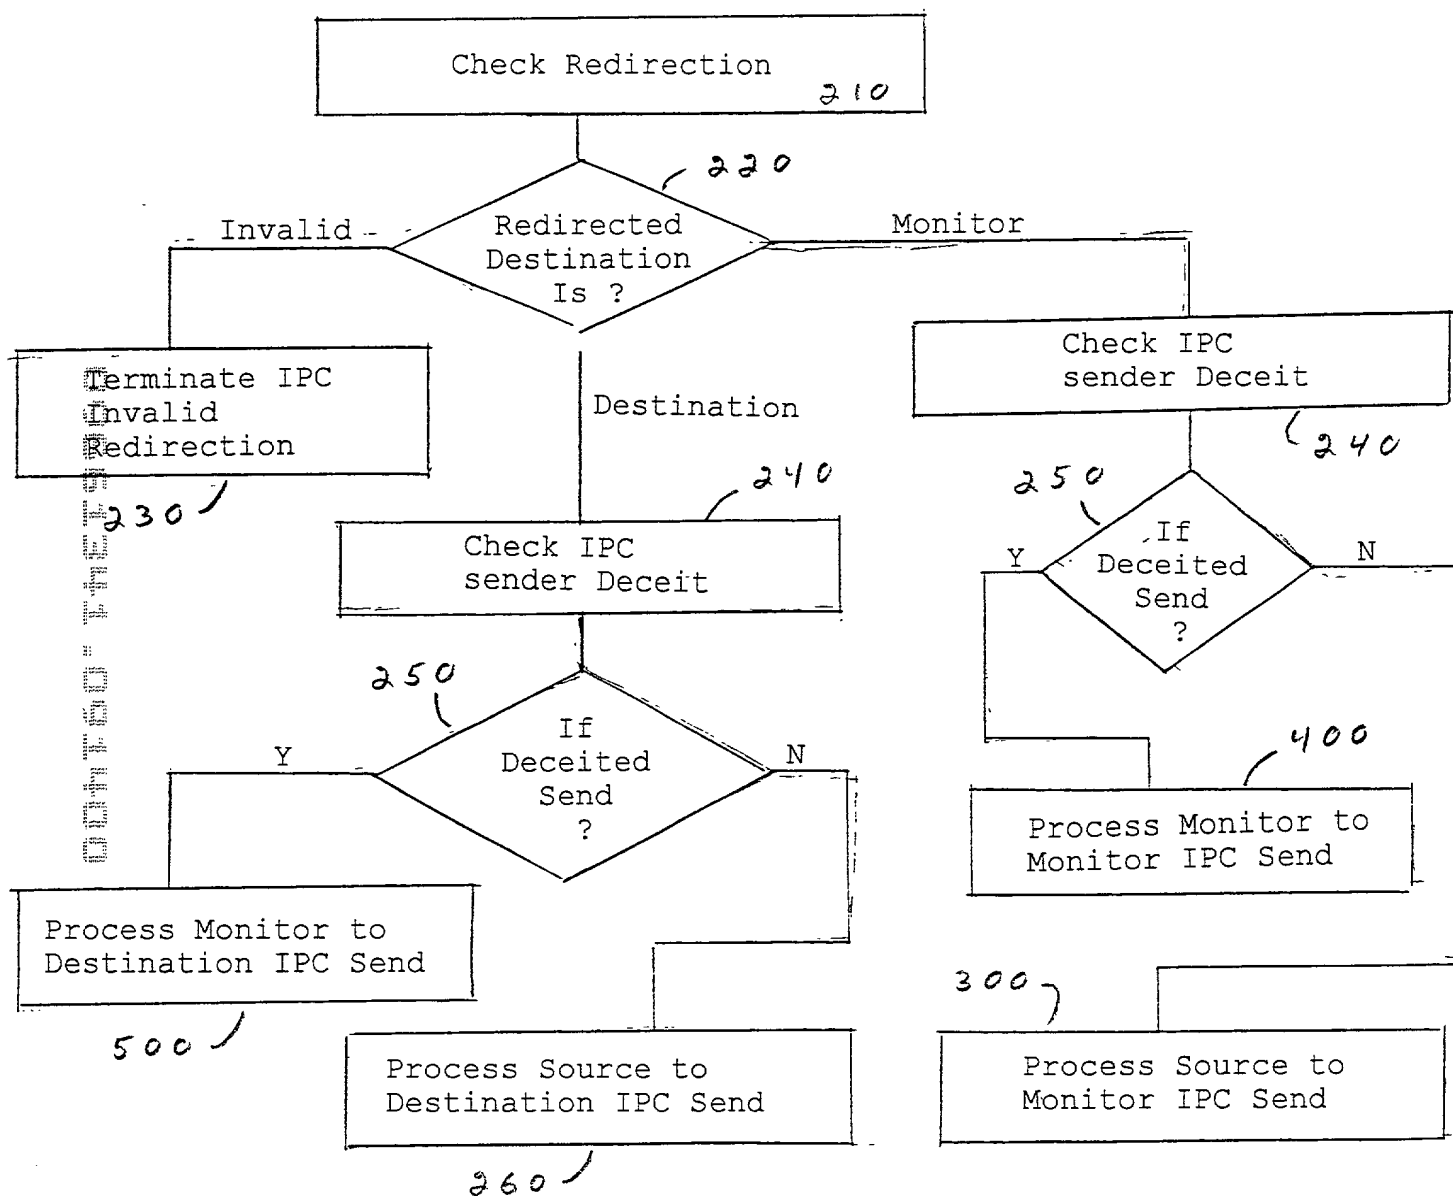 Check Redirection
210
220
Invalid
Redirected
Destination
Is ?
Monitor
Terminate IPC
Invalid
Redirection
230
Destination
Check IPC
sender Deceit
240
Check IPC
sender Deceit
240
250
If
Deceited
Send
?
Y
N
250
If
Deceited
Send
?
Y
N
400
Process Monitor to
Monitor IPC Send
Process Monitor to
Destination IPC Send
500
300
Process Source to
Destination IPC Send
260
Process Source to
Monitor IPC Send